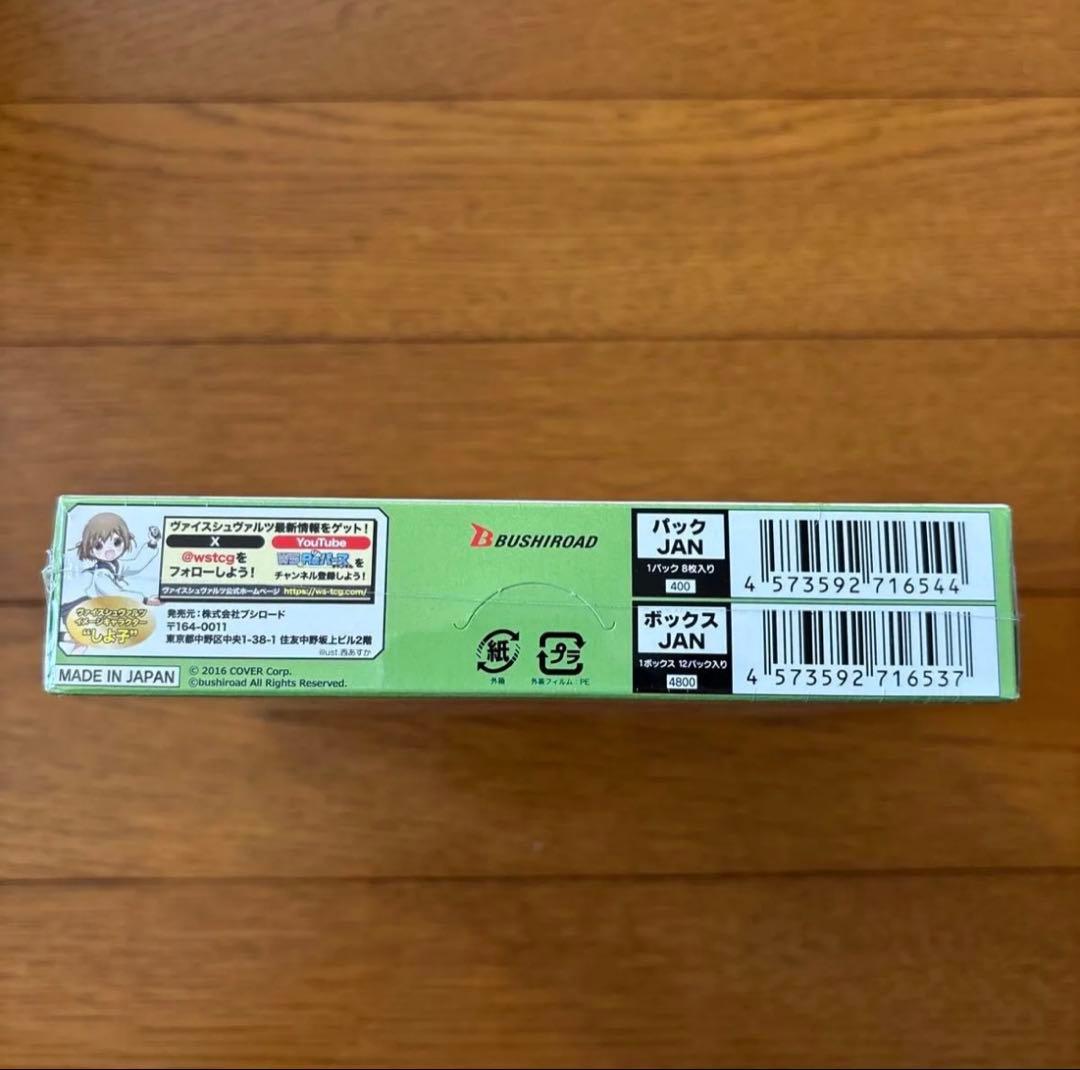 ヴァイスシュヴァルツ最新情報をゲット！
X
@wstcgを
フォローしよう！
YouTube
を
チャンネル登録しよう！
ヴァイスシュヴァルツ公式ホームページ https://ws-tcg.com/
ヴァイスシュヴァルツ
イメージキャラクター
"しよ子"
発売元：株式会社ブシロード
〒164-0011
東京都中野区中央1-38-1 住友中野坂上ビル2階
illust.西あすか
MADE IN JAPAN
© 2016 COVER Corp.
©bushiroad All Rights Reserved.
BUSHIROAD
紙
外箱
プラ
外装フィルム：PE
パック
JAN
1パック 8枚入り
400
4 573592 716544
ボックス
JAN
1ボックス 12パック入り
4800
4 573592 716537